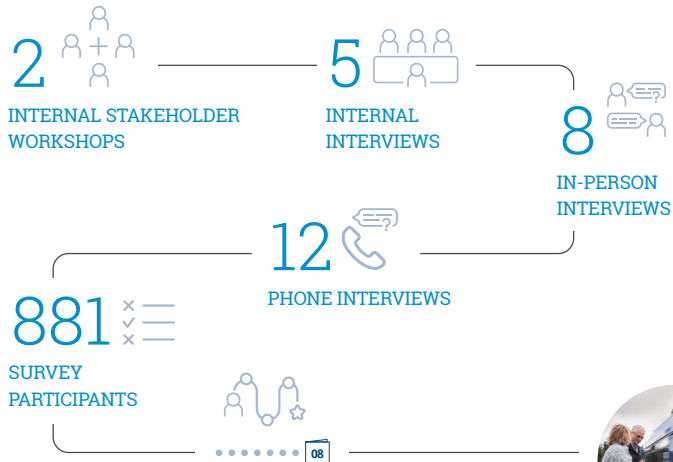 2
INTERNAL STAKEHOLDER
WORKSHOPS
5
INTERNAL
INTERVIEWS
?
8
IN-PERSON
INTERVIEWS
?
12
PHONE INTERVIEWS
881
SURVEY
PARTICIPANTS
08